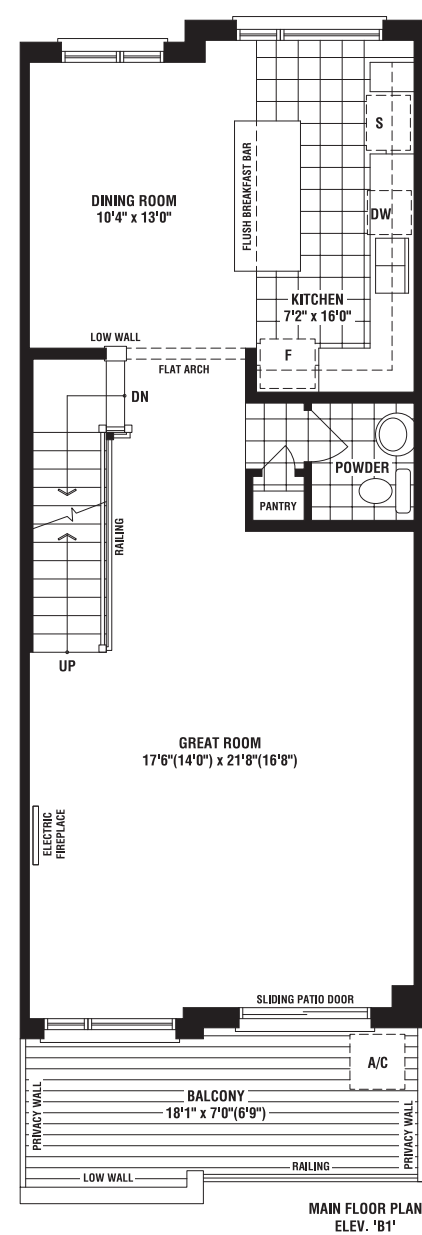 S
DINING ROOM
10'4" x 13'0"
FLUSH BREAKFAST BAR
DW
KITCHEN
7'2" x 16'0"
LOW WALL
FLAT ARCH
F
DN
POWDER
PANTRY
RAILING
UP
GREAT ROOM
17'6"(14'0") x 21'8"(16'8")
ELECTRIC
FIREPLACE
SLIDING PATIO DOOR
A/C
BALCONY
18'1" x 7'0"(6'9")
PRIVACY WALL
PRIVACY WALL
LOW WALL
RAILING
MAIN FLOOR PLAN
ELEV. 'B1'